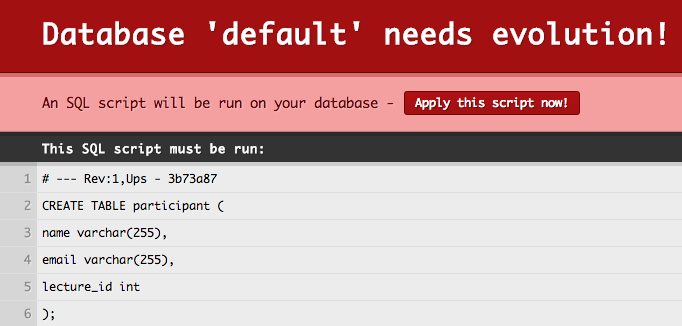 Database 'default' needs evolution!
An SQL script will be run on your database - Apply this script now!
This SQL script must be run:
1 # --- Rev:1,Ups - 3b73a87
2 CREATE TABLE participant (
3 name varchar(255),
4 email varchar(255),
5 lecture_id int
6 );